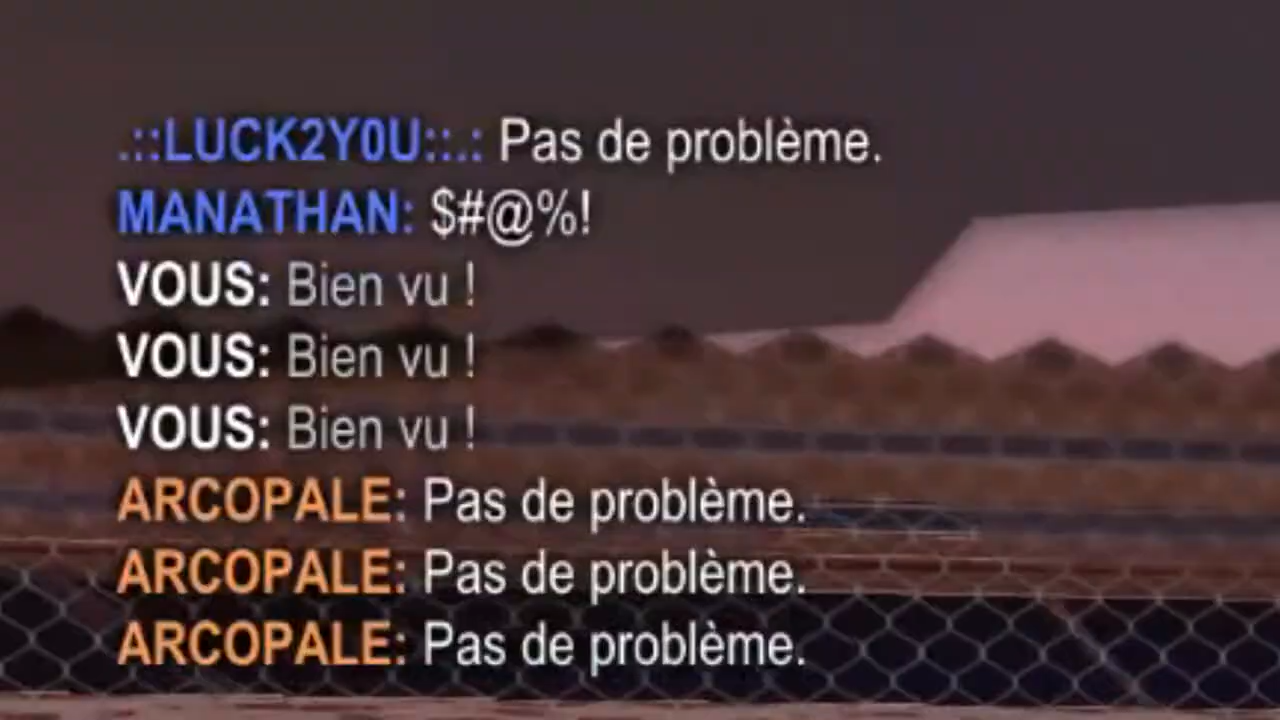 .::LUCK2Y0U::.: Pas de problème.
MANATHAN: $#@%!
VOUS: Bien vu !
VOUS: Bien vu !
VOUS: Bien vu !
ARCOPALE: Pas de problème.
ARCOPALE: Pas de problème.
ARCOPALE: Pas de problème.